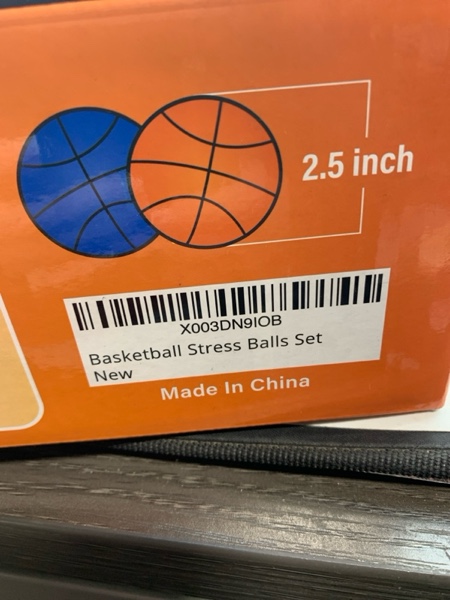 2.5 inch
X003DN9IOB
Basketball Stress Balls Set
New
Made In China